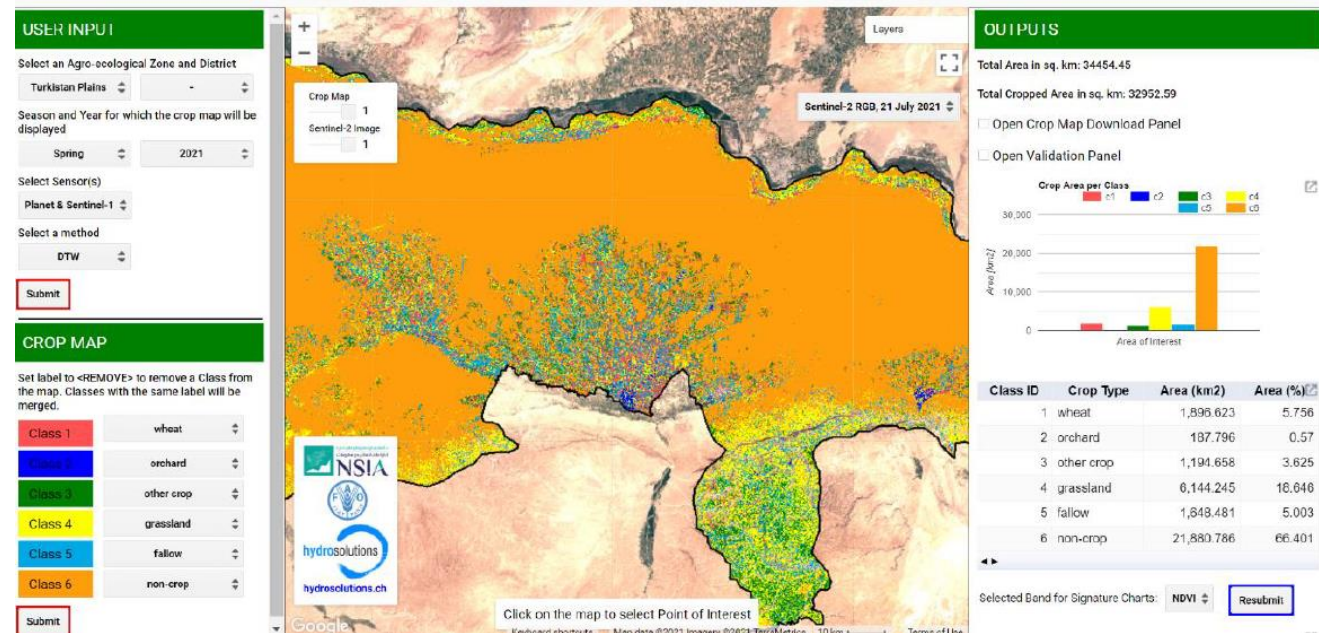 USER INPUT
Select an Agro-ecological Zone and District
Turkistan Plains
-
Season and Year for which the crop map will be
displayed
Spring
2021
Select Sensor(s)
Planet & Sentinel-1
Select a method
DTW
Submit
CROP MAP
Set label to <REMOVE> to remove a Class from
the map. Classes with the same label will be
merged.
Class 1 wheat
Class 2 orchard
Class 3 other crop
Class 4 grassland
Class 5 fallow
Class 6 non-crop
Submit
+
−
Crop Map
1
Sentinel-2 Image
1
Layers
Sentinel-2 RGB, 21 July 2021
NSIA
FAO
hydrosolutions
hydrosolutions.ch
Click on the map to select Point of Interest
Google
Keyboard shortcuts Map data ©2021 Imagery ©2021 TerraMetrics 10 km Terms of Use
OUTPUTS
Total Area in sq. km: 34454.45
Total Cropped Area in sq. km: 32952.59
Open Crop Map Download Panel
Open Validation Panel
Crop Area per Class
c1 c2 c3 c4
c5 c6
30,000
20,000
10,000
0
Area [km2]
Area of Interest
Class ID Crop Type Area (km2) Area (%)
1 wheat 1,896.623 5.756
2 orchard 187.796 0.57
3 other crop 1,194.658 3.625
4 grassland 6,144.245 18.646
5 fallow 1,648.481 5.003
6 non-crop 21,880.786 66.401
Selected Band for Signature Charts: NDVI Resubmit